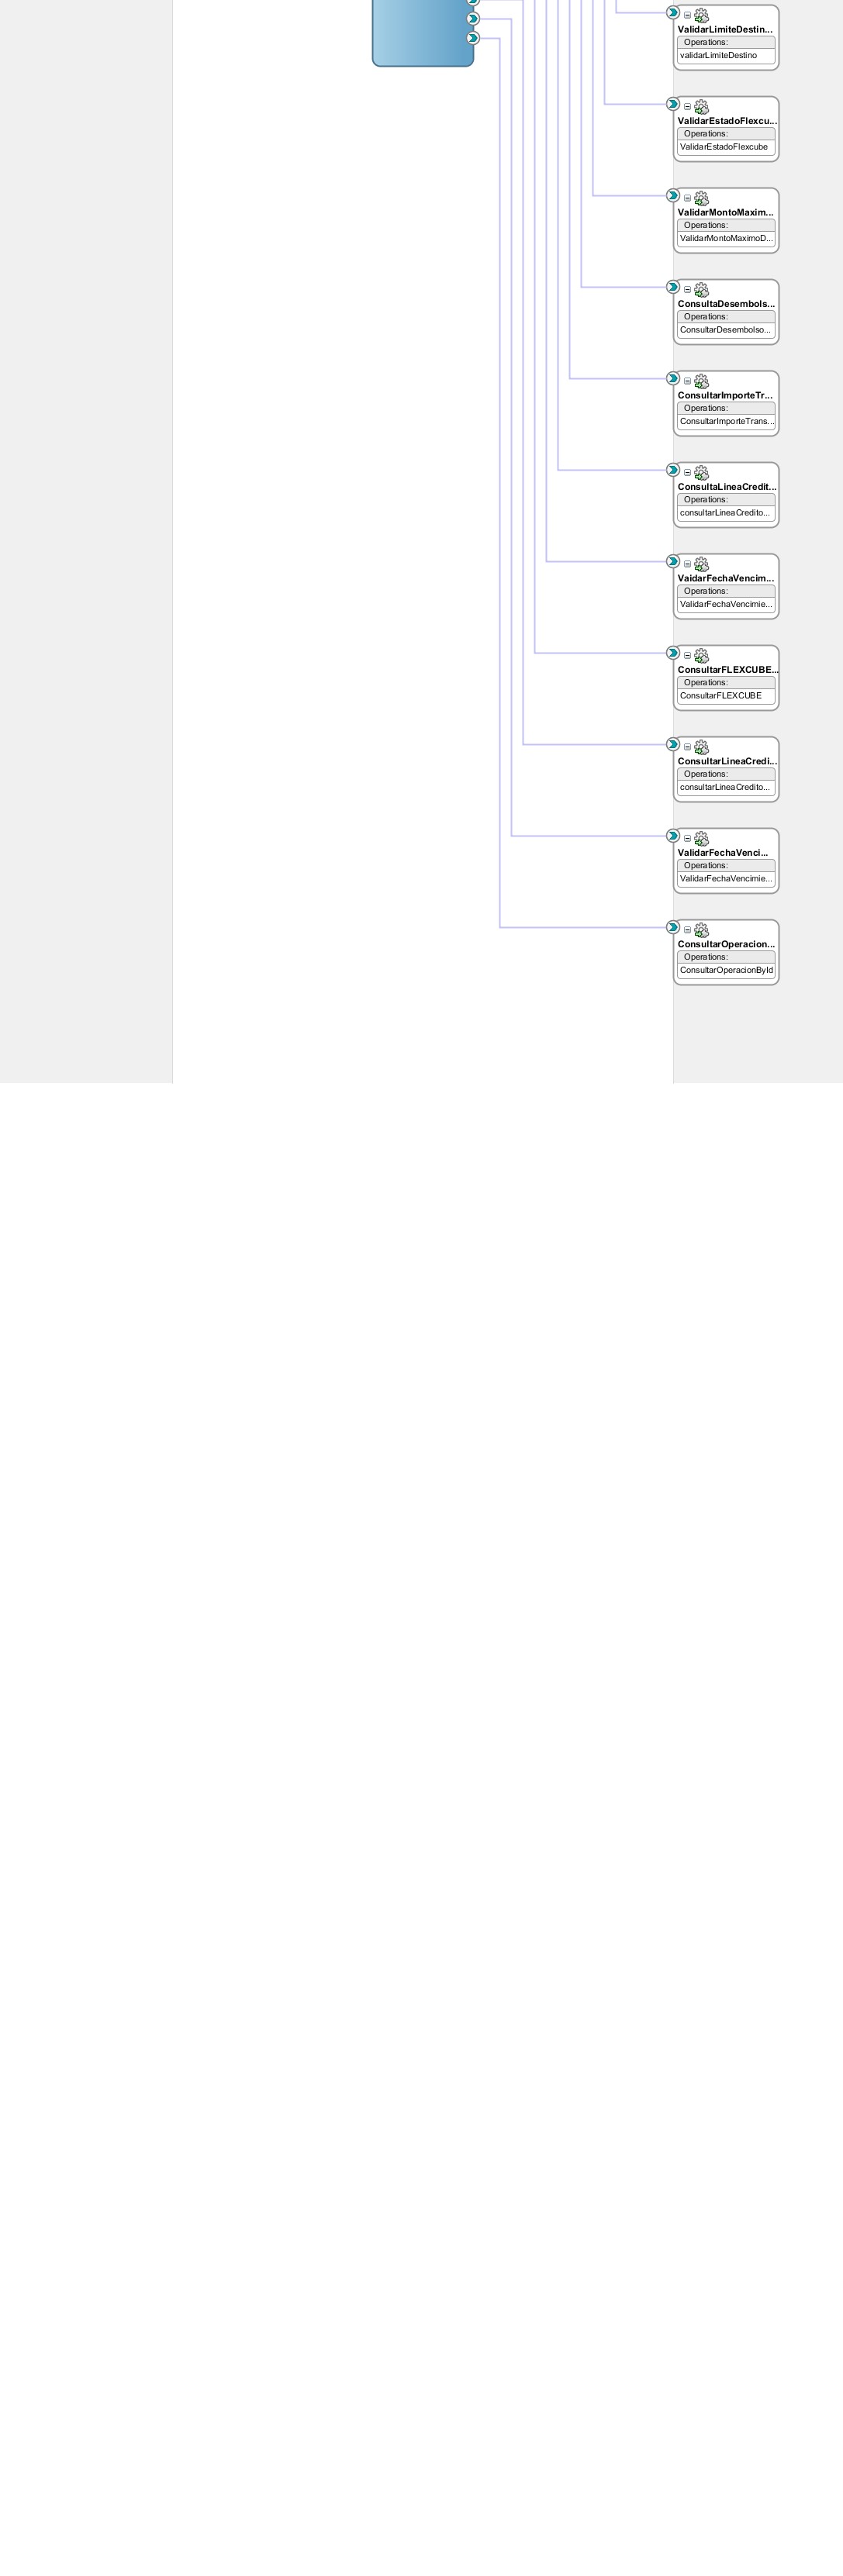 ValidarLimiteDestin...
Operations:
validarLimiteDestino
ValidarEstadoFlexcu...
Operations:
ValidarEstadoFlexcube
ValidarMontoMaxim...
Operations:
ValidarMontoMaximoD...
ConsultaDesembols...
Operations:
ConsultarDesembolso...
ConsultarImporteTr...
Operations:
ConsultarImporteTrans...
ConsultaLineaCredit...
Operations:
consultarLineaCredito...
VaidarFechaVencim...
Operations:
ValidarFechaVencimie...
ConsultarFLEXCUBE...
Operations:
ConsultarFLEXCUBE
ConsultarLineaCredi...
Operations:
consultarLineaCredito...
ValidarFechaVenci...
Operations:
ValidarFechaVencimie...
ConsultarOperacion...
Operations:
ConsultarOperacionById